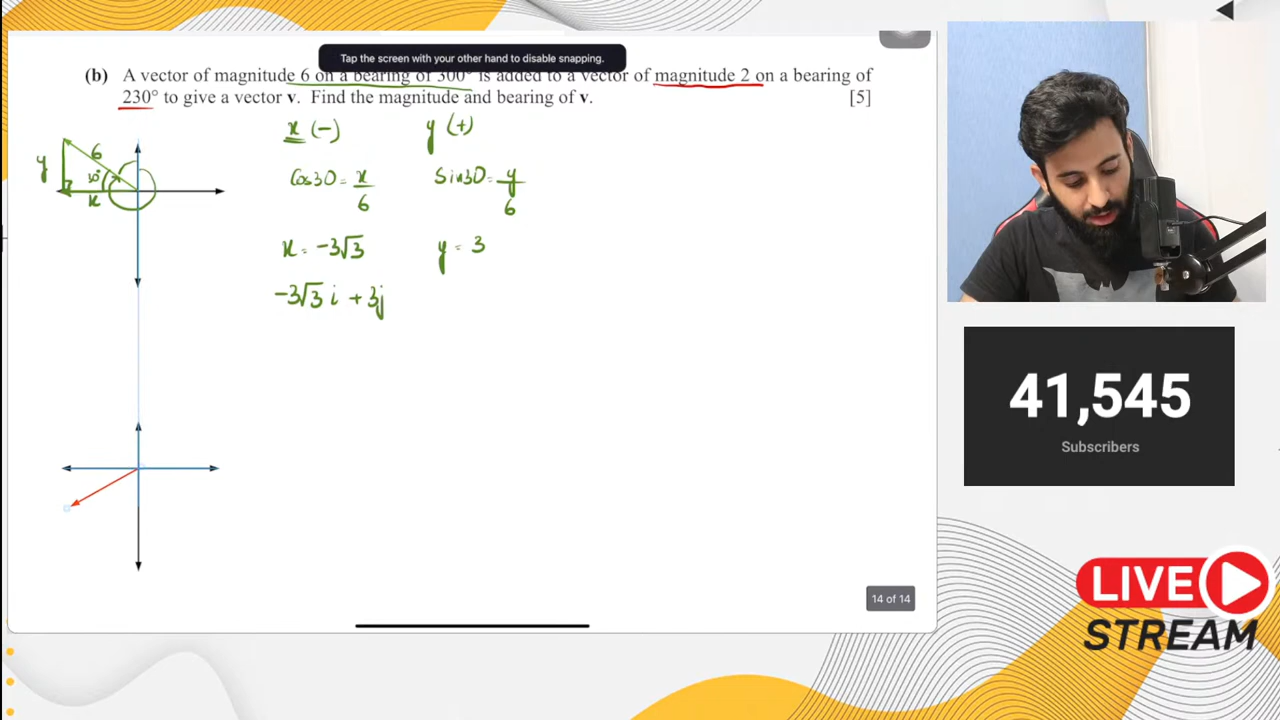 Tap the screen with your other hand to disable snapping.
(b) A vector of magnitude 6 on a bearing of 300° is added to a vector of magnitude 2 on a bearing of
230° to give a vector v. Find the magnitude and bearing of v. [5]
x (-) y (+)
y 6 30° x
Cos30 = x/6 Sin30 = y/6
x = -3√3 y = 3
-3√3 i + 3j
14 of 14
41,545
Subscribers
LIVE
STREAM